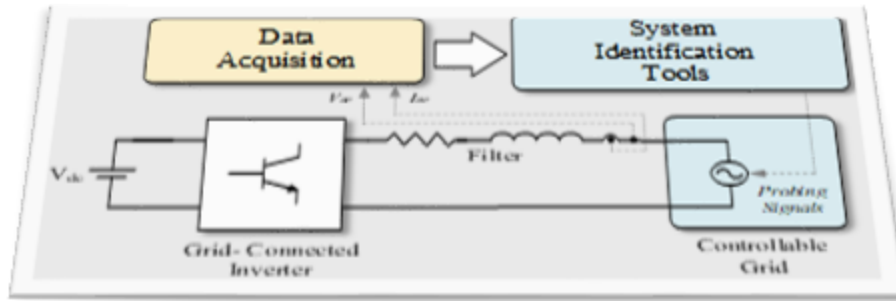 Data
Acquisition
System
Identification
Tools
Filter
Vdc
Probing
Signals
Grid-Connected
Inverter
Controllable
Grid